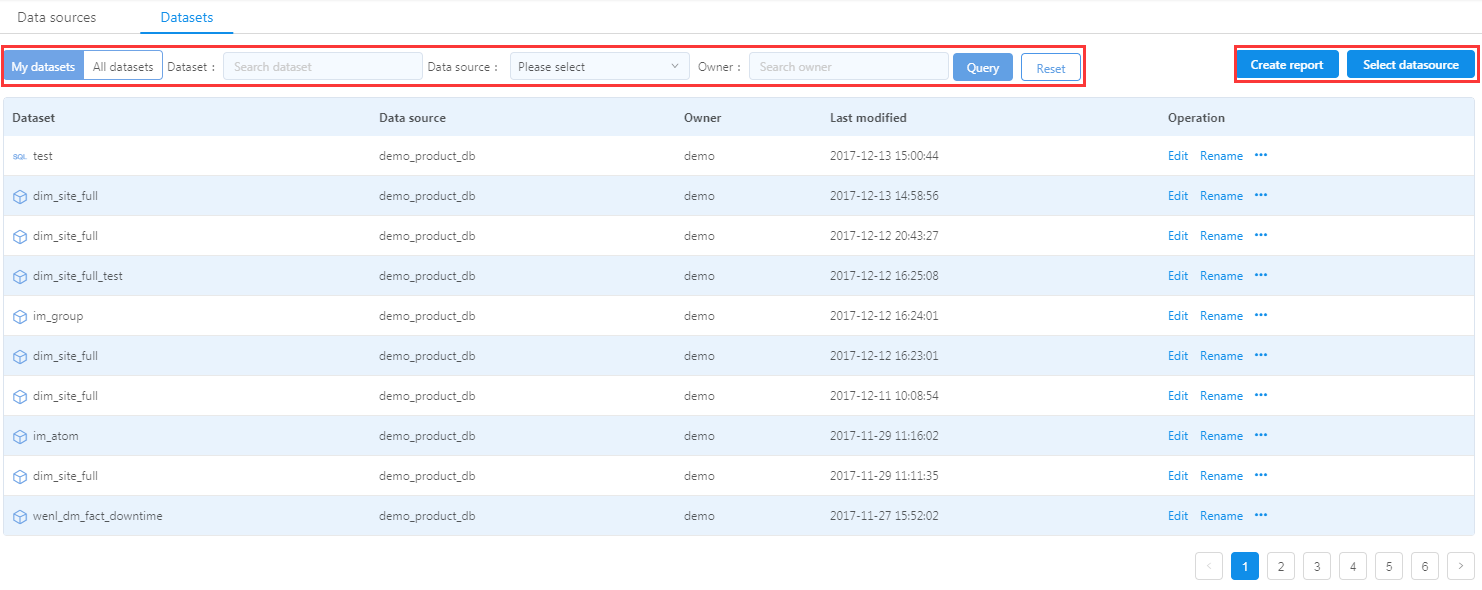 Data sources Datasets
My datasets All datasets Dataset : Search dataset Data source : Please select Owner : Search owner Query Reset Create report Select datasource
Dataset Data source Owner Last modified Operation
SQL test demo_product_db demo 2017-12-13 15:00:44 Edit Rename •••
dim_site_full demo_product_db demo 2017-12-13 14:58:56 Edit Rename •••
dim_site_full demo_product_db demo 2017-12-12 20:43:27 Edit Rename •••
dim_site_full_test demo_product_db demo 2017-12-12 16:25:08 Edit Rename •••
im_group demo_product_db demo 2017-12-12 16:24:01 Edit Rename •••
dim_site_full demo_product_db demo 2017-12-12 16:23:01 Edit Rename •••
dim_site_full demo_product_db demo 2017-12-11 10:08:54 Edit Rename •••
im_atom demo_product_db demo 2017-11-29 11:16:02 Edit Rename •••
dim_site_full demo_product_db demo 2017-11-29 11:11:35 Edit Rename •••
wenl_dm_fact_downtime demo_product_db demo 2017-11-27 15:52:02 Edit Rename •••
< 1 2 3 4 5 6 >